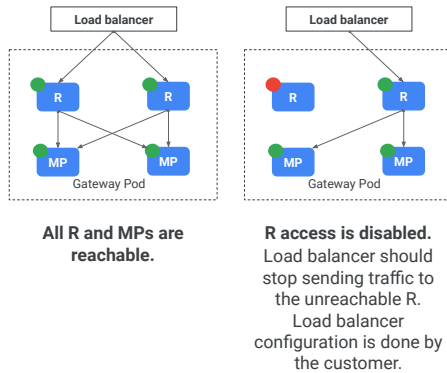 Load balancer
R
R
MP
MP
Gateway Pod
All R and MPs are
reachable.
Load balancer
R
R
MP
MP
Gateway Pod
R access is disabled.
Load balancer should
stop sending traffic to
the unreachable R.
Load balancer
configuration is done by
the customer.